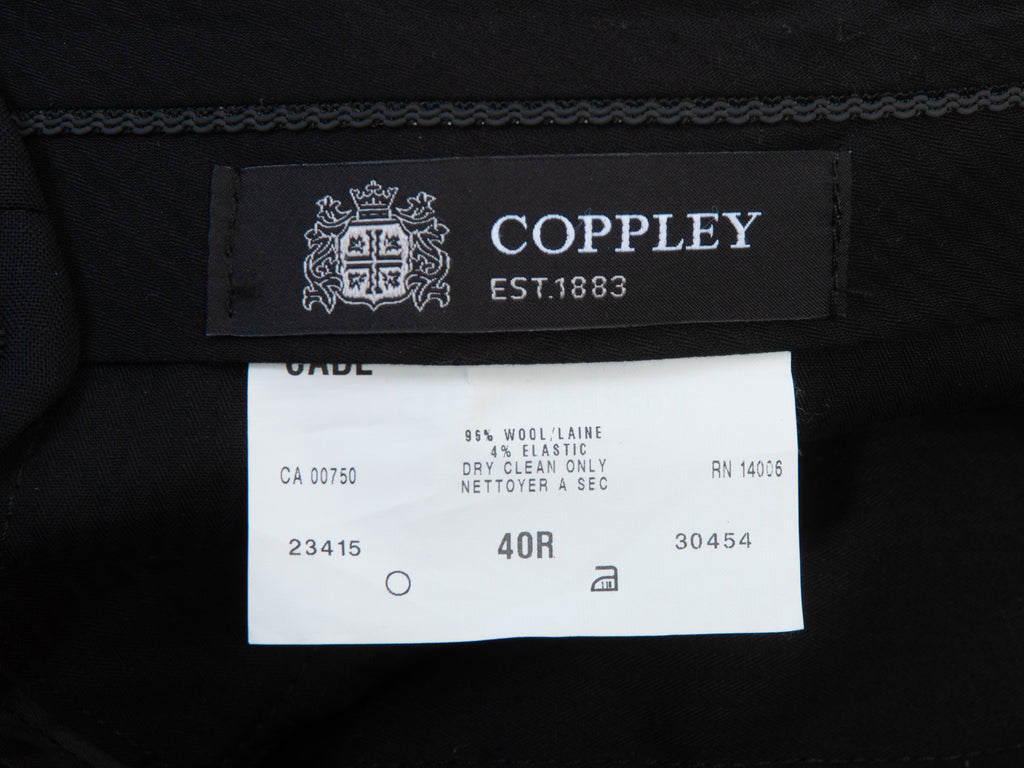 COPPLEY
EST.1883
96% WOOL/LAINE
4% ELASTIC
DRY CLEAN ONLY
NETTOYER A SEC
CA 00750
RN 14006
23415
40R
30454